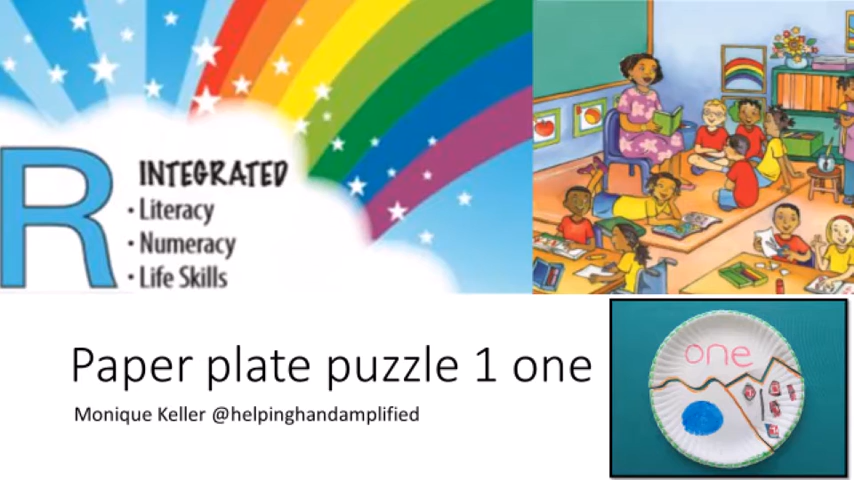 R
INTEGRATED
• Literacy
• Numeracy
• Life Skills
Paper plate puzzle 1 one
Monique Keller @helpinghandamplified
one